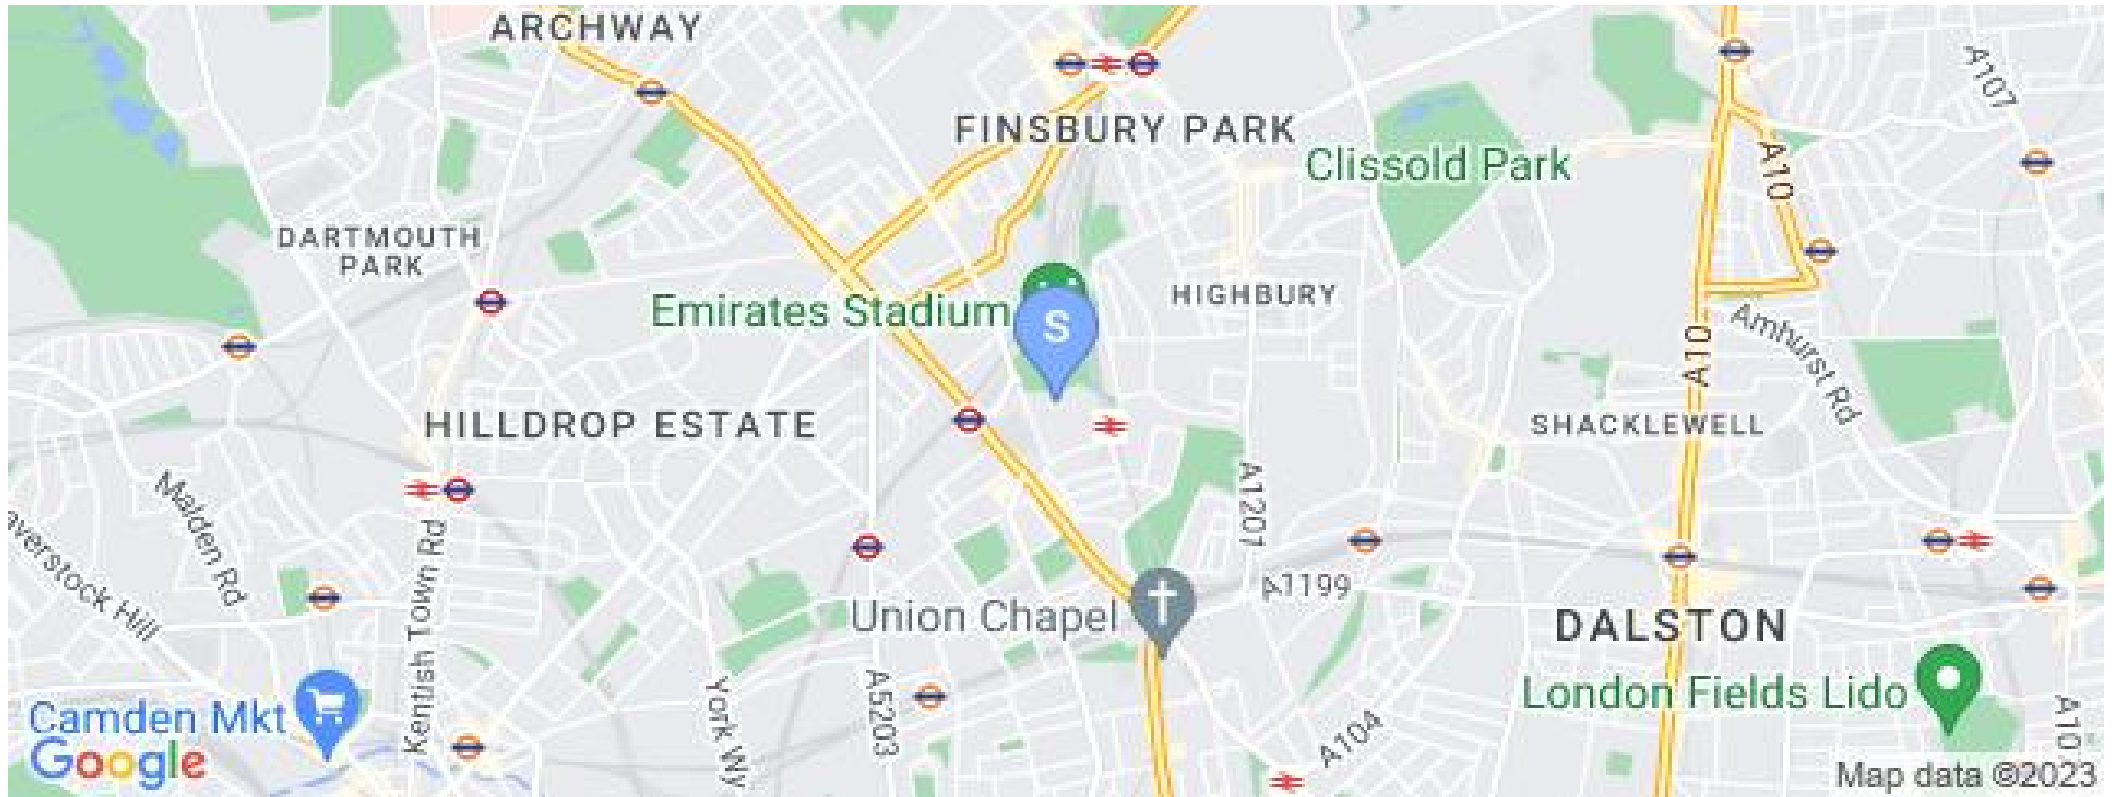 ARCHWAY
A107
FINSBURY PARK
Clissold Park
A10
DARTMOUTH
PARK
HIGHBURY
Emirates Stadium
S
Amhurst Rd
A10
HILLDROP ESTATE
SHACKLEWELL
Malden Rd
A1201
averstock Hill
Kentish Town Rd
A1199
Union Chapel
DALSTON
York Wy
A5203
London Fields Lido
Camden Mkt
A104
A10
Google
Map data ©2023